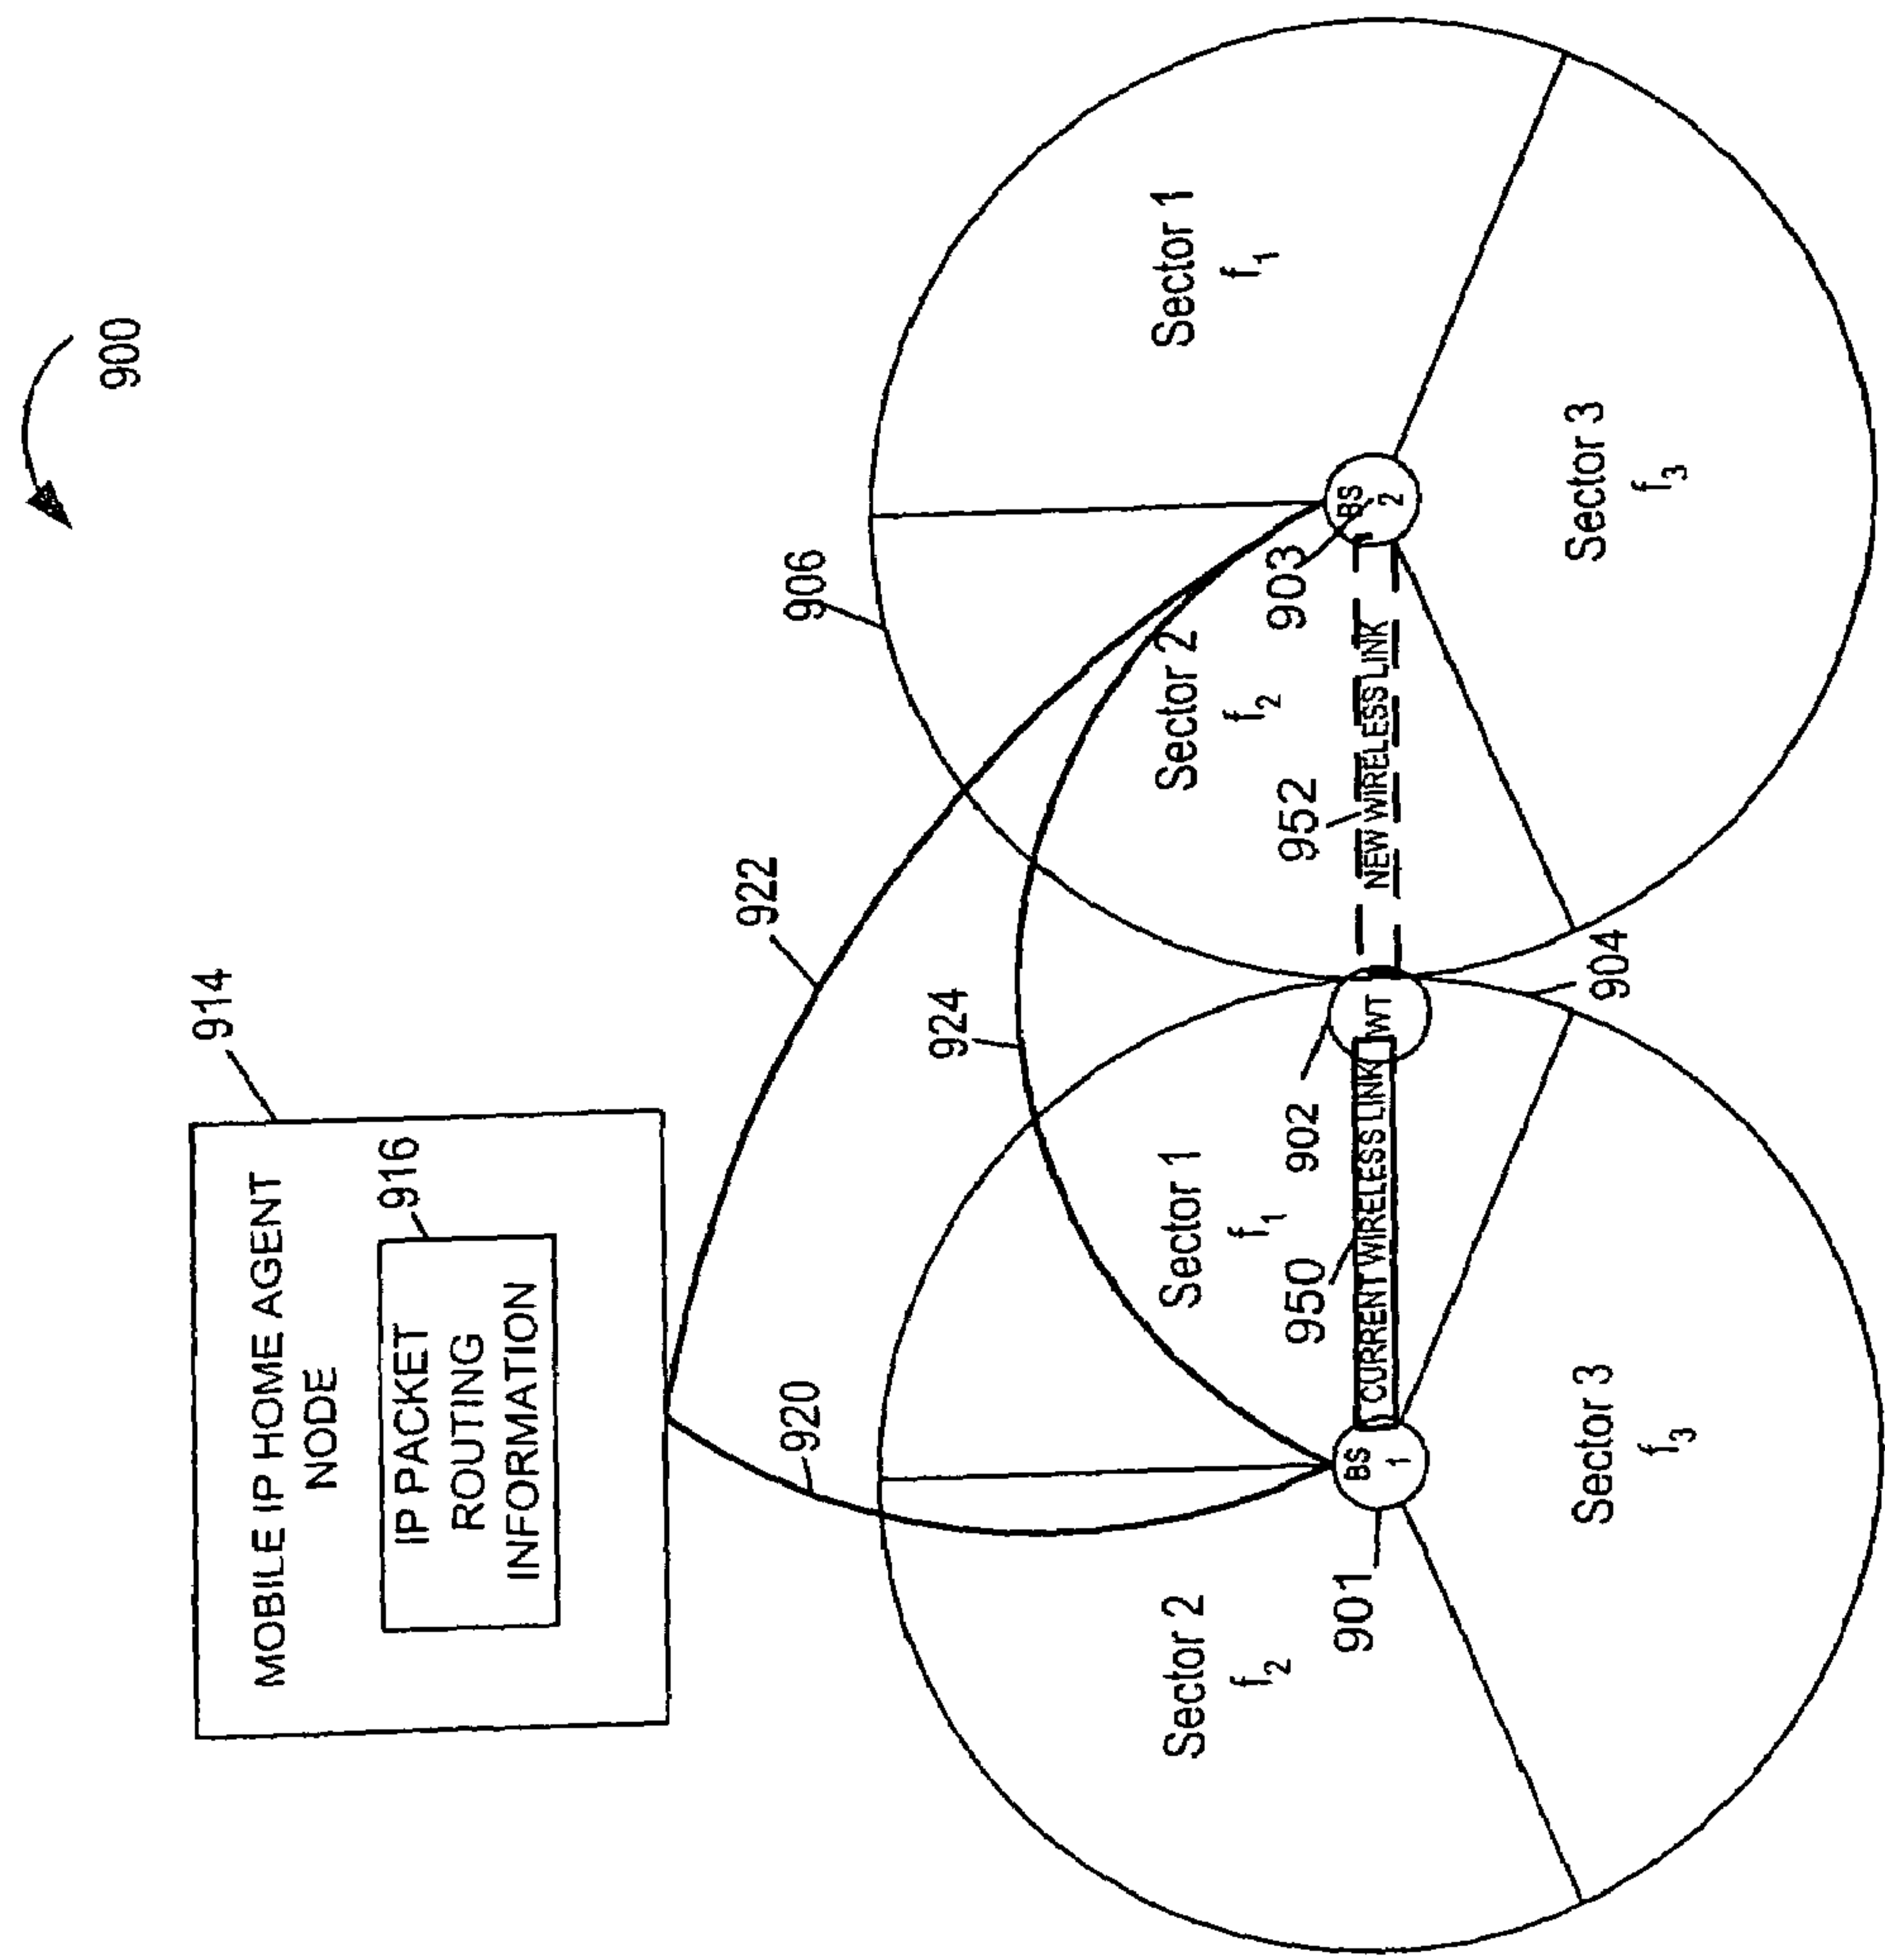 900
914
MOBILE IP HOME AGENT
NODE
916
IP PACKET
ROUTING
INFORMATION
920
922
924
906
Sector 2
f2
Sector 1
f1
Sector 2
f2
Sector 1
f1
901
BS
1
950
CURRENT WIRELESS LINK
902
WT
952
NEW WIRELESS LINK
903
BS
2
904
Sector 3
f3
Sector 3
f3